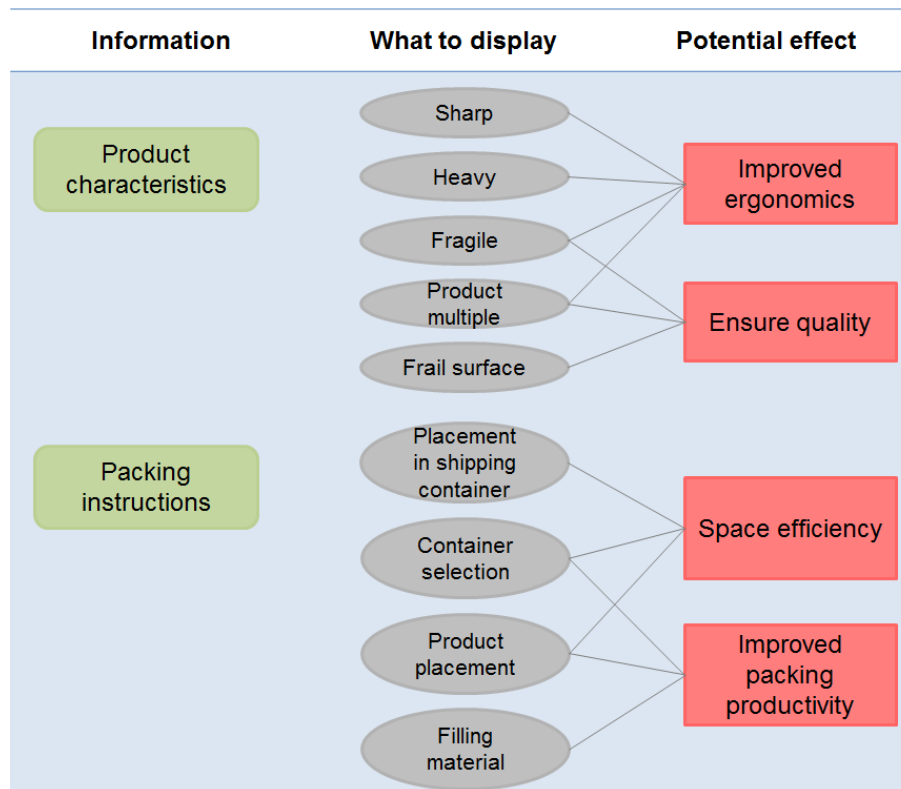 Information
What to display
Potential effect
Product
characteristics
Sharp
Heavy
Fragile
Product
multiple
Frail surface
Improved
ergonomics
Ensure quality
Packing
instructions
Placement
in shipping
container
Container
selection
Product
placement
Filling
material
Space efficiency
Improved
packing
productivity